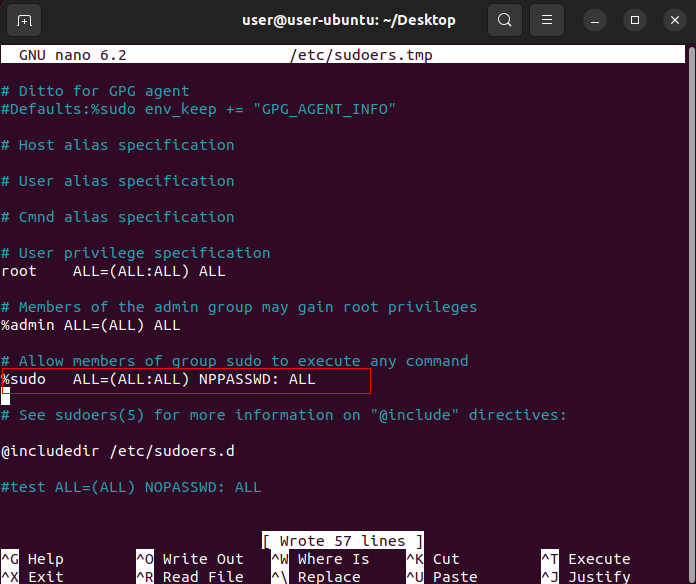 user@user-ubuntu: ~/Desktop
GNU nano 6.2 /etc/sudoers.tmp
# Ditto for GPG agent
#Defaults:%sudo env_keep += "GPG_AGENT_INFO"
# Host alias specification
# User alias specification
# Cmnd alias specification
# User privilege specification
root ALL=(ALL:ALL) ALL
# Members of the admin group may gain root privileges
%admin ALL=(ALL) ALL
# Allow members of group sudo to execute any command
%sudo ALL=(ALL:ALL) NPPASSWD: ALL
# See sudoers(5) for more information on "@include" directives:
@includedir /etc/sudoers.d
#test ALL=(ALL) NOPASSWD: ALL
[ Wrote 57 lines ]
^G Help ^O Write Out ^W Where Is ^K Cut ^T Execute
^X Exit ^R Read File ^\ Replace ^U Paste ^J Justify